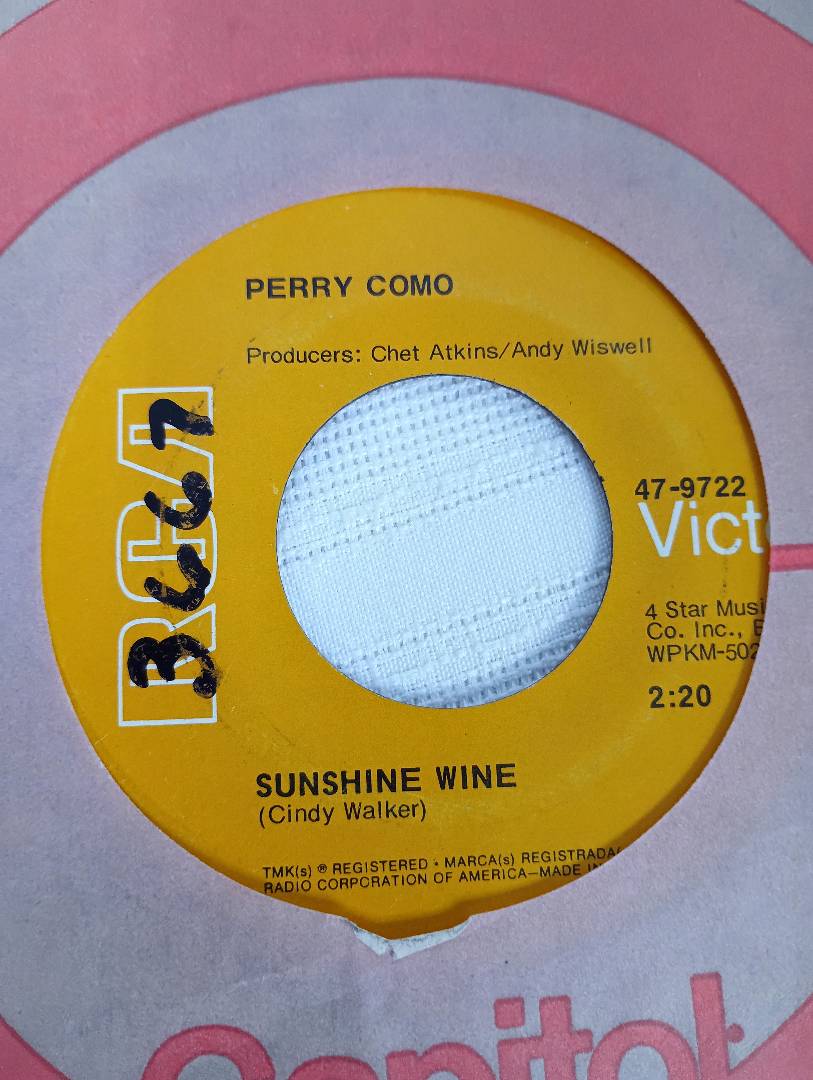 PERRY COMO
Producers: Chet Atkins/Andy Wiswell
RCA
47-9722
Vict
4 Star Musi
Co. Inc.,
WPKM-502
2:20
SUNSHINE WINE
(Cindy Walker)
TMK(s) ® REGISTERED • MARCA(s) REGISTRADA(
RADIO CORPORATION OF AMERICA—MADE IN
Capitol